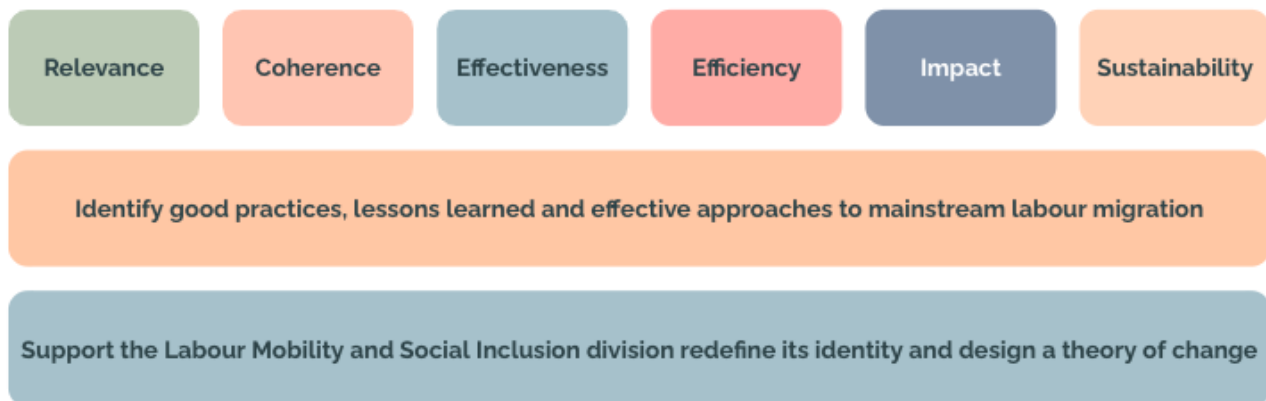 Relevance
Coherence
Effectiveness
Efficiency
Impact
Sustainability
Identify good practices, lessons learned and effective approaches to mainstream labour migration
Support the Labour Mobility and Social Inclusion division redefine its identity and design a theory of change